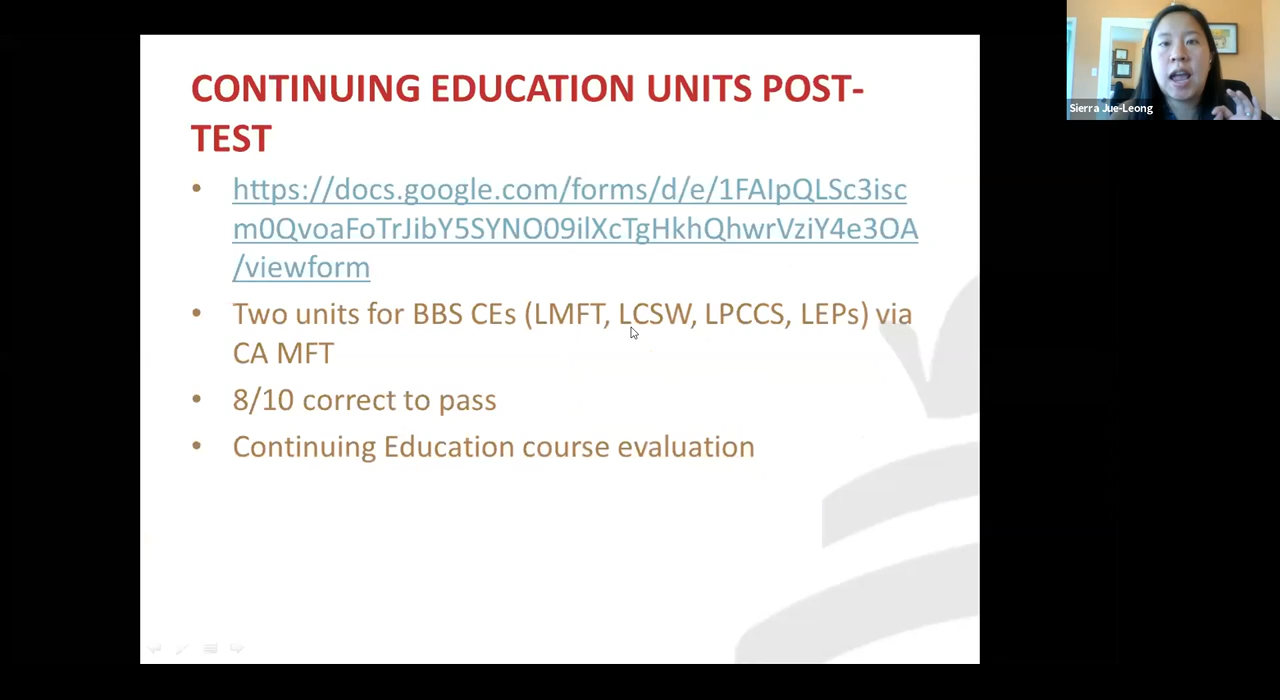 CONTINUING EDUCATION UNITS POST-
TEST
• https://docs.google.com/forms/d/e/1FAIpQLSc3isc
m0QvoaFoTrJibY5SYNO09ilXcTgHkhQhwrVziY4e3OA
/viewform
• Two units for BBS CEs (LMFT, LCSW, LPCCS, LEPs) via
CA MFT
• 8/10 correct to pass
• Continuing Education course evaluation
Sierra Jue-Leong